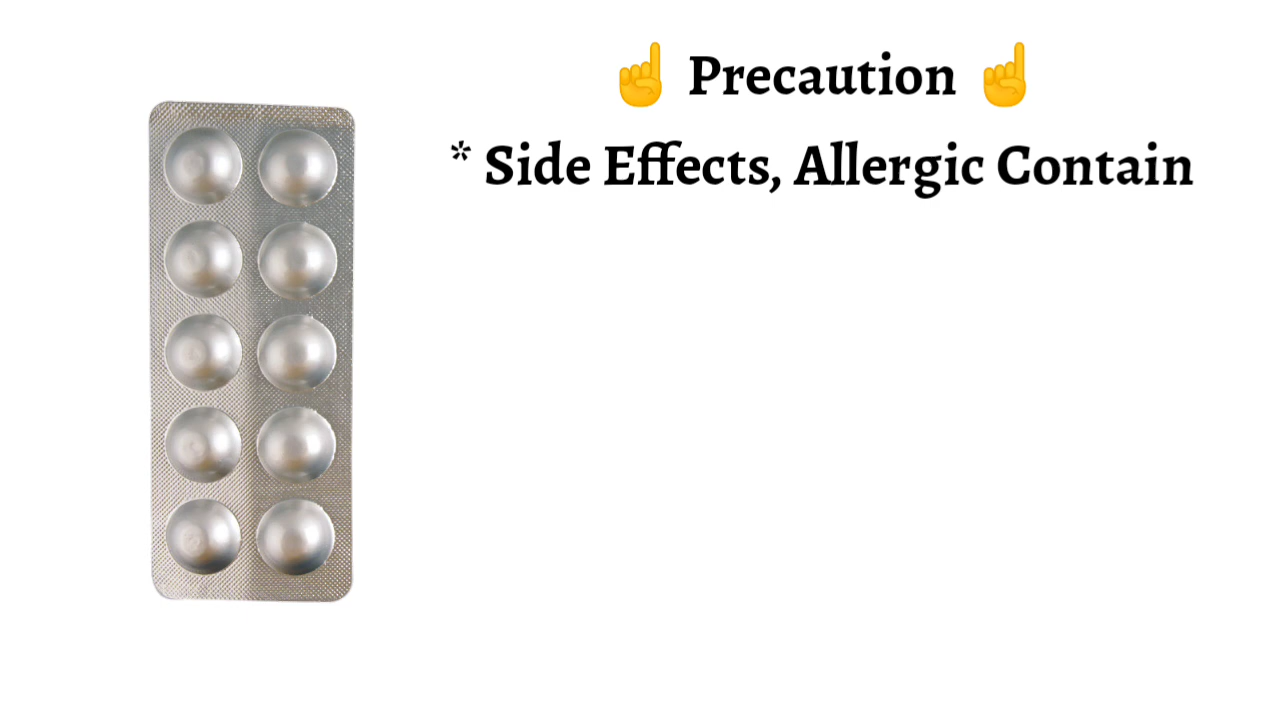 ☝ Precaution ☝
* Side Effects, Allergic Contain